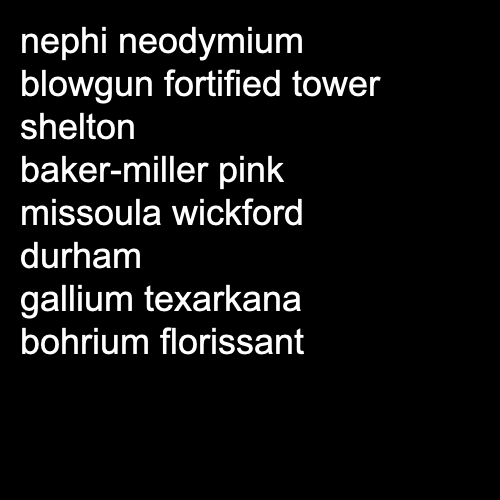 nephi neodymium
blowgun fortified tower
shelton
baker-miller pink
missoula wickford
durham
gallium texarkana
bohrium florissant